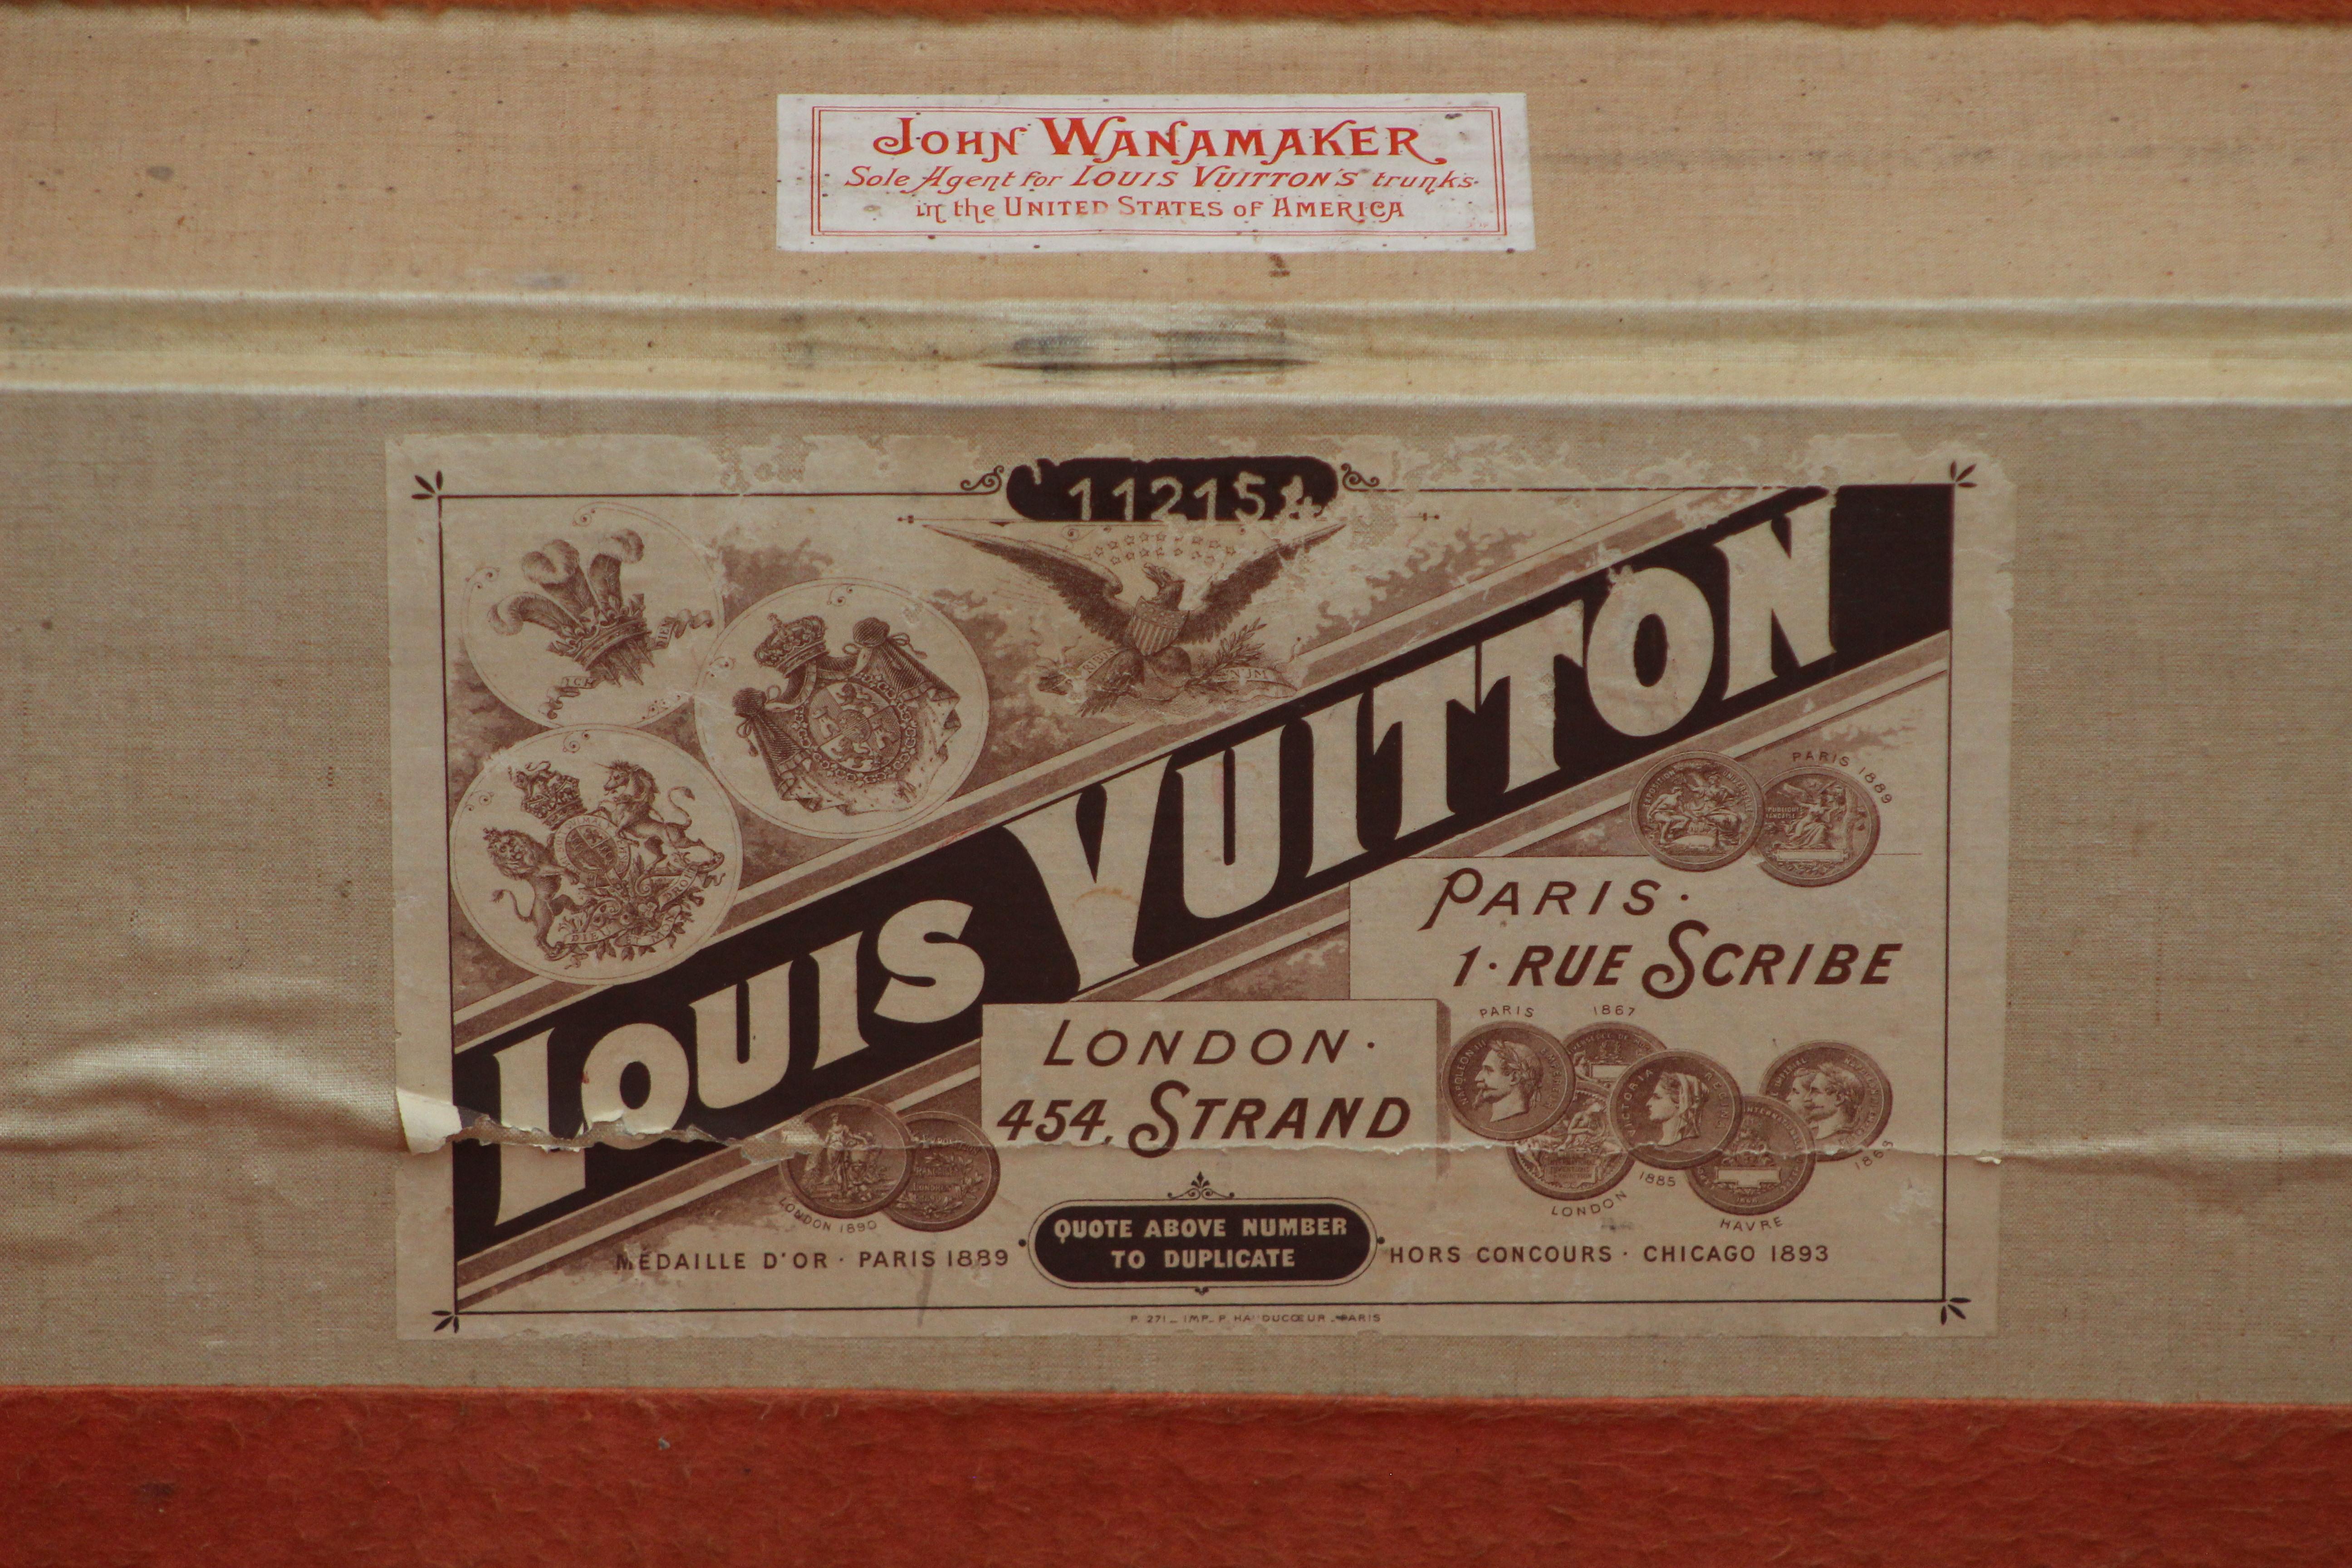 JOHN WANAMAKER
Sole Agent for LOUIS VUITTON'S trunks
in the UNITED STATES OF AMERICA
112154
ICH
LOUIS VUITTON
PARIS 1889
PARIS.
1. RUE SCRIBE
PARIS 1867
LONDON.
454, STRAND
LONDON 1885
HAVRE
LONDON 1890
MÉDAILLE D'OR · PARIS 1889
QUOTE ABOVE NUMBER
TO DUPLICATE
HORS CONCOURS · CHICAGO 1893